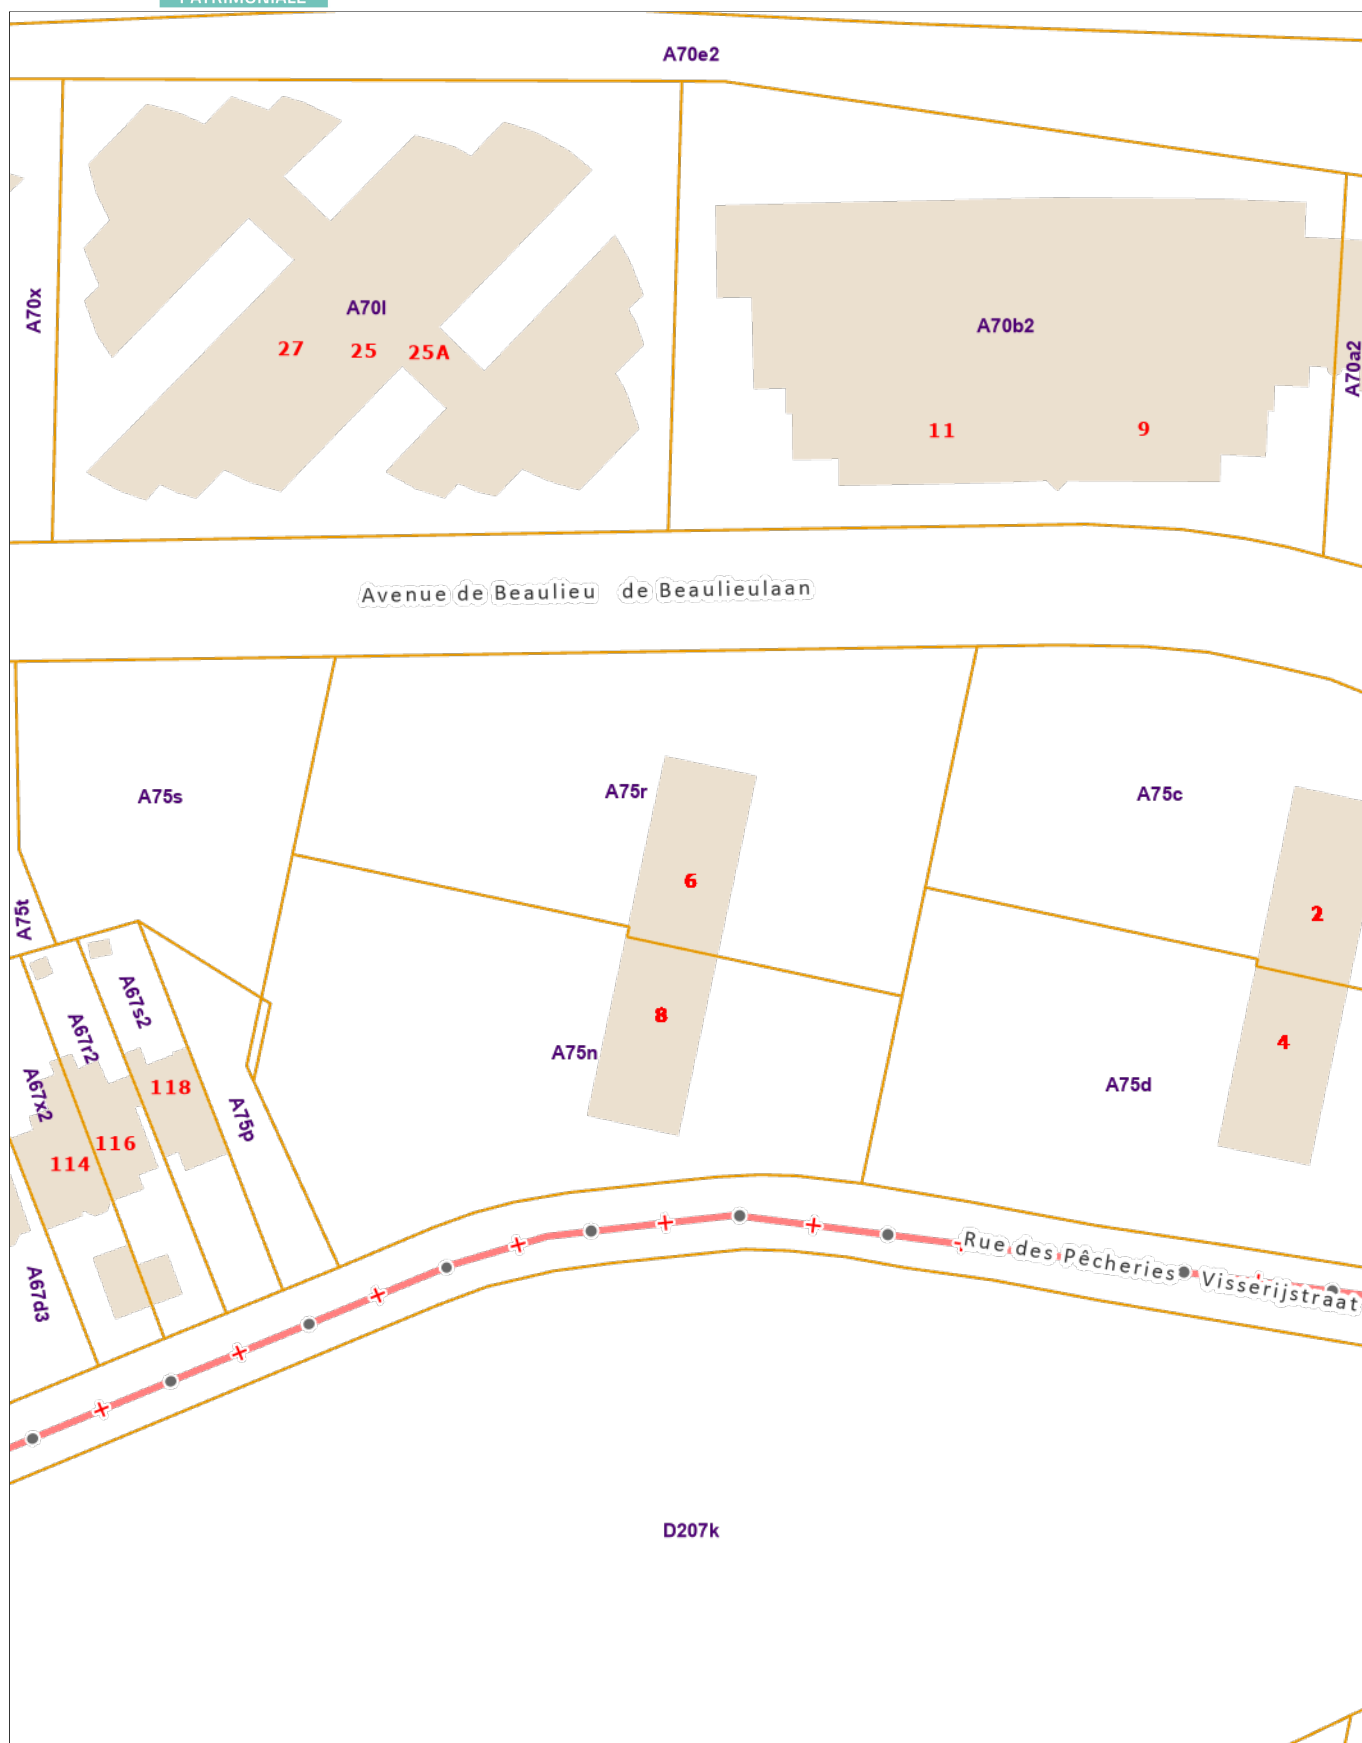 PATRIMONIALE
A70e2
A70x
A70l
27
25
25A
A70b2
11
9
A70a2
Avenue de Beaulieu de Beaulieulaan
A75s
A75r
A75c
6
2
A75t
A67s2
A67r2
A67x2
8
4
A75n
A75d
118
A75p
116
114
A67d3
Rue des Pêcheries Visserijstraat
D207k